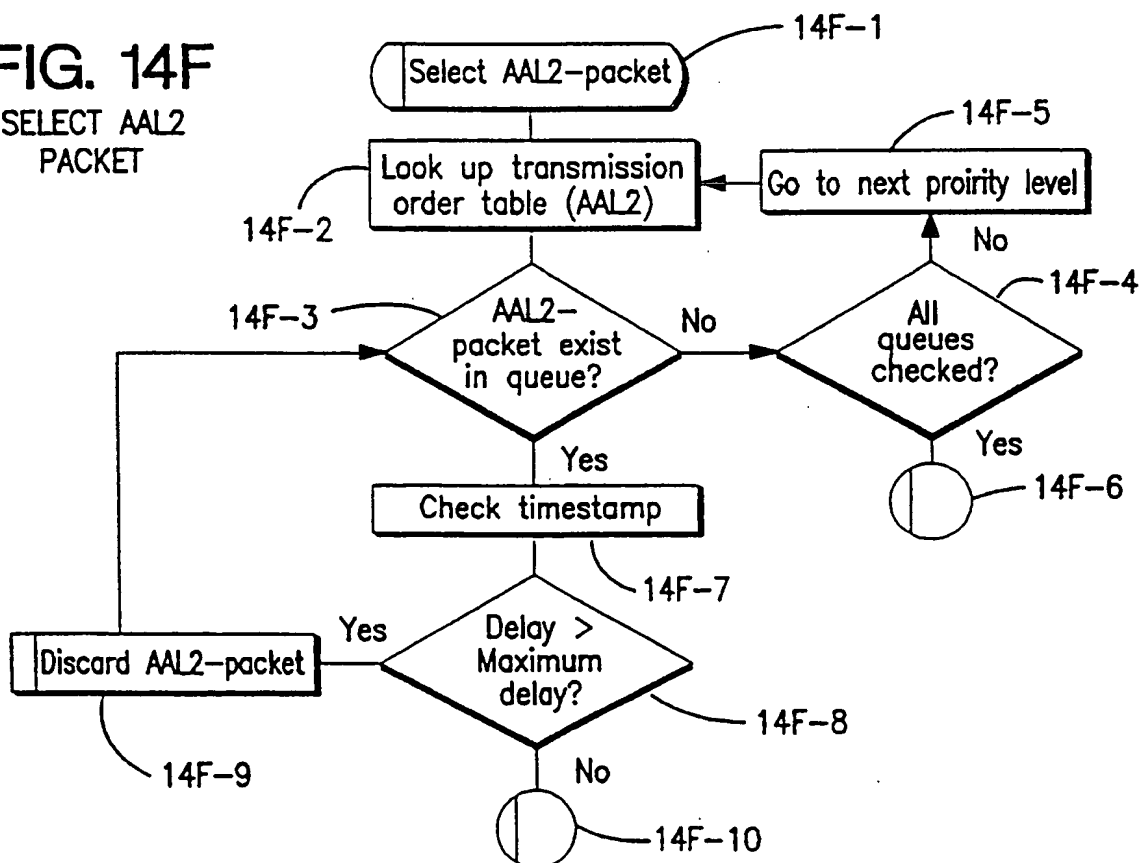 FIG. 14F
SELECT AAL2
PACKET
Select AAL2-packet
14F-1
Look up transmission
order table (AAL2)
14F-2
Go to next proirity level
14F-5
No
AAL2-
packet exist
in queue?
14F-3
No
All
queues
checked?
14F-4
Yes
Yes
14F-6
Check timestamp
14F-7
Delay >
Maximum
delay?
14F-8
Yes
Discard AAL2-packet
14F-9
No
14F-10